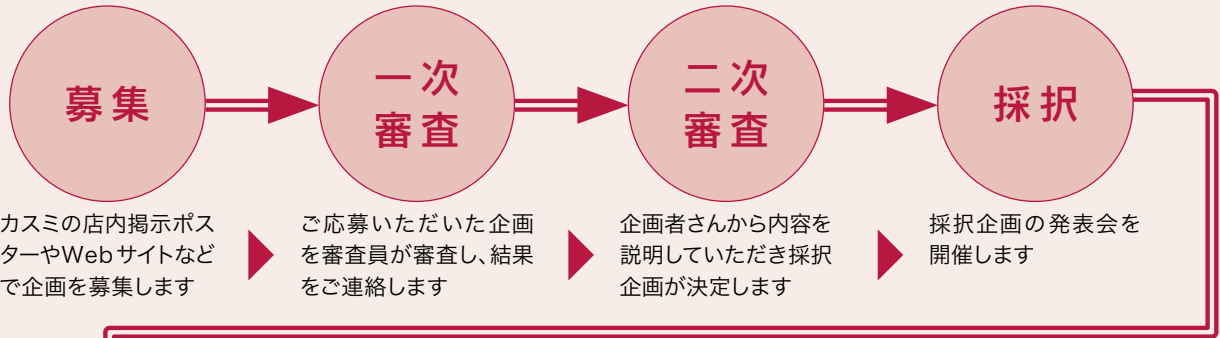 募集
一次
審査
二次
審査
採択
カスミの店内掲示ポス
ターやWebサイトなど
で企画を募集します
ご応募いただいた企画
を審査員が審査し、結果
をご連絡します
企画者さんから内容を
説明していただき採択
企画が決定します
採択企画の発表会を
開催します